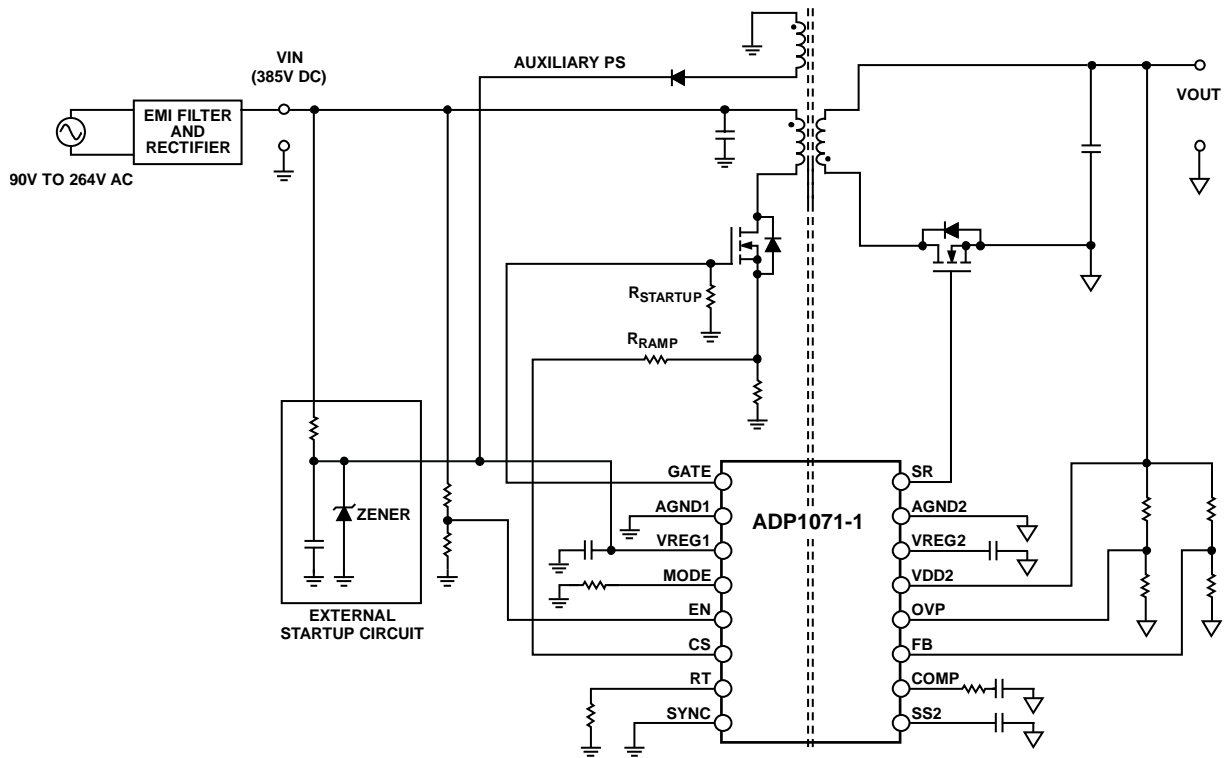 VIN
(385V DC)
AUXILIARY PS
EMI FILTER
AND
RECTIFIER
90V TO 264V AC
VOUT
RSTARTUP
RRAMP
ZENER
EXTERNAL
STARTUP CIRCUIT
ADP1071-1
GATE
AGND1
VREG1
MODE
EN
CS
RT
SYNC
SR
AGND2
VREG2
VDD2
OVP
FB
COMP
SS2